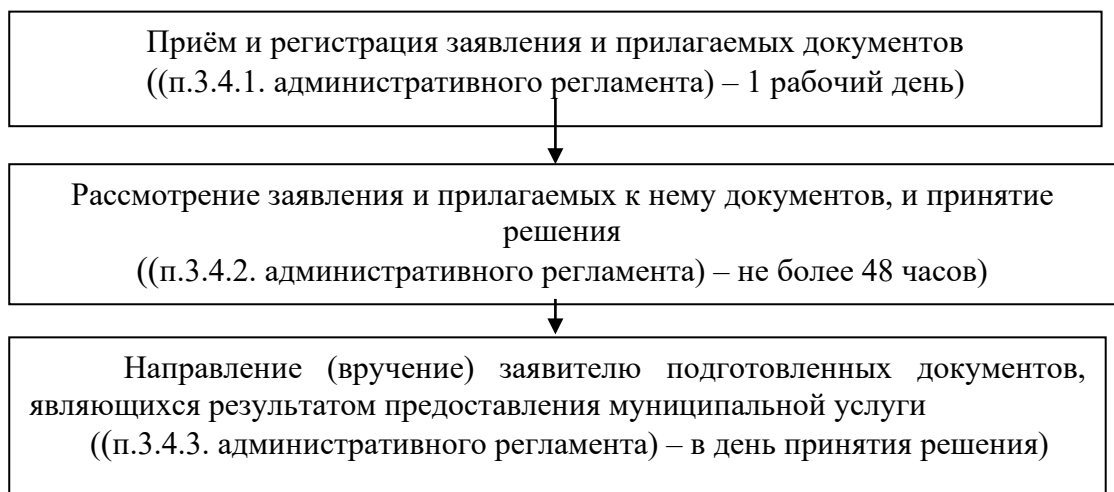 Приём и регистрация заявления и прилагаемых документов
((п.3.4.1. административного регламента) – 1 рабочий день)
Рассмотрение заявления и прилагаемых к нему документов, и принятие
решения
((п.3.4.2. административного регламента) – не более 48 часов)
Направление (вручение) заявителю подготовленных документов,
являющихся результатом предоставления муниципальной услуги
((п.3.4.3. административного регламента) – в день принятия решения)